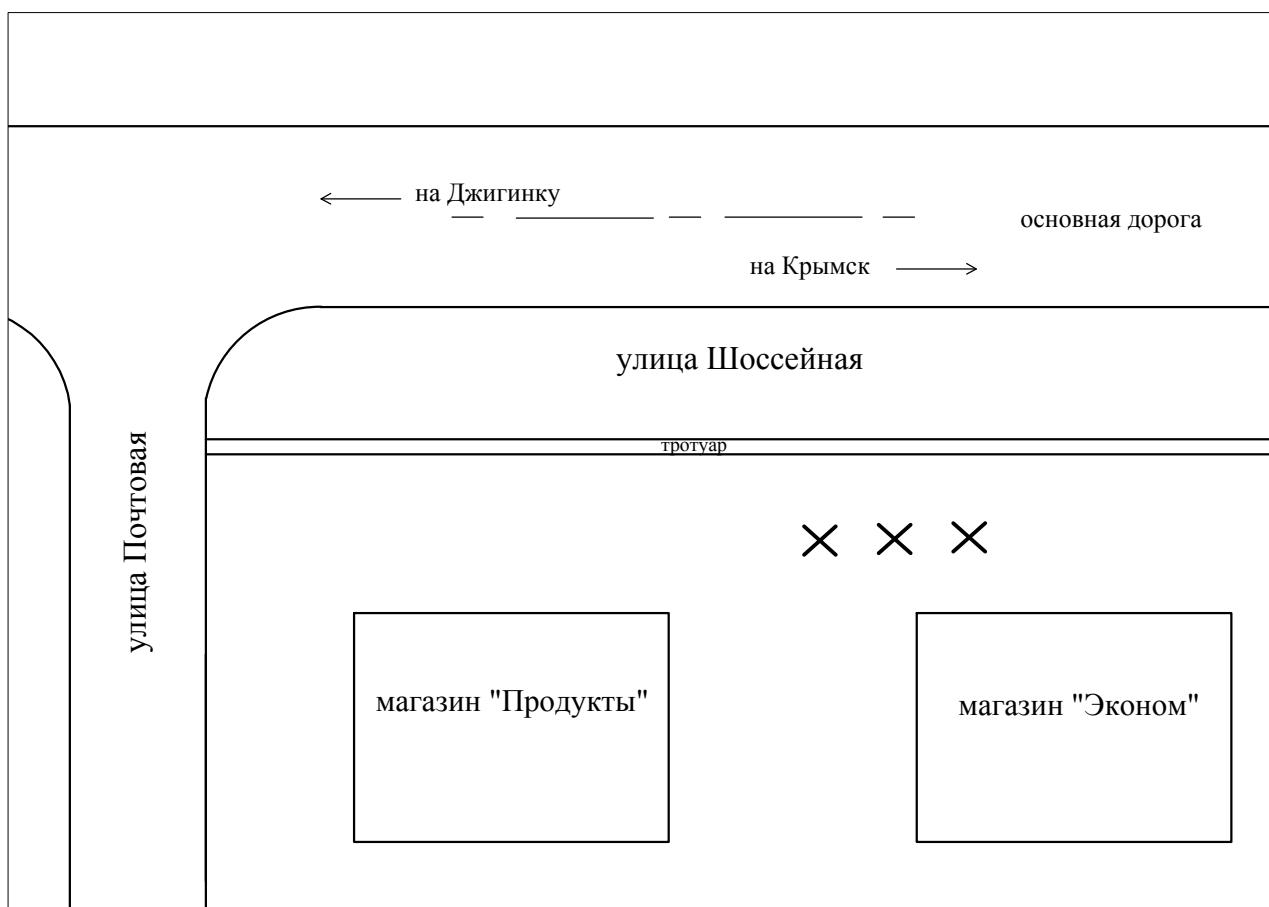 на Джигинку
основная дорога
на Крымск
улица Шоссейная
тротуар
улица Почтовая
магазин "Продукты"
магазин "Эконом"